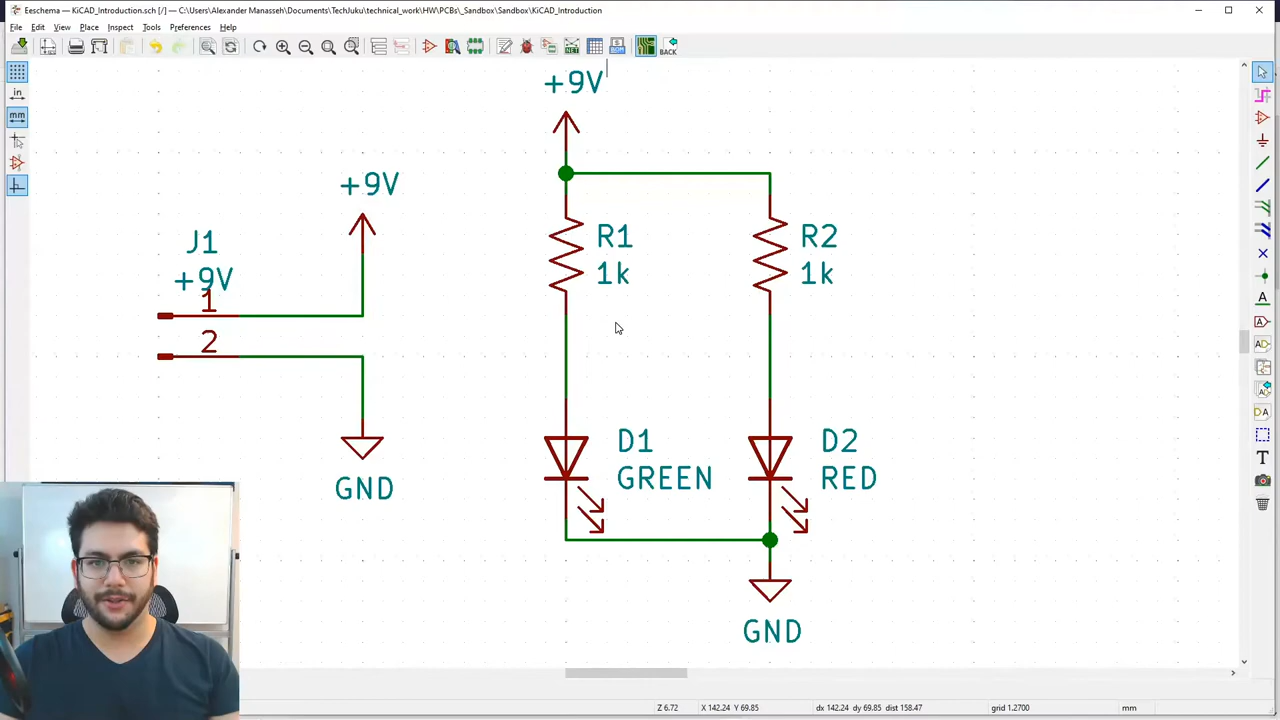 Eeschema — KiCAD_Introduction.sch [/] — C:\Users\Alexander Manasseh\Documents\TechJuku\technical_work\HW\PCBs\_Sandbox\Sandbox\KiCAD_Introduction
File Edit View Place Inspect Tools Preferences Help
BACK
in
mm
+9V
+9V
J1
+9V
1
2
GND
R1
1k
R2
1k
D1
GREEN
D2
RED
GND
A
A
A
A
T
Z 6.72 X 142.24 Y 69.85 dx 142.24 dy 69.85 dist 158.47 grid 1.2700 mm